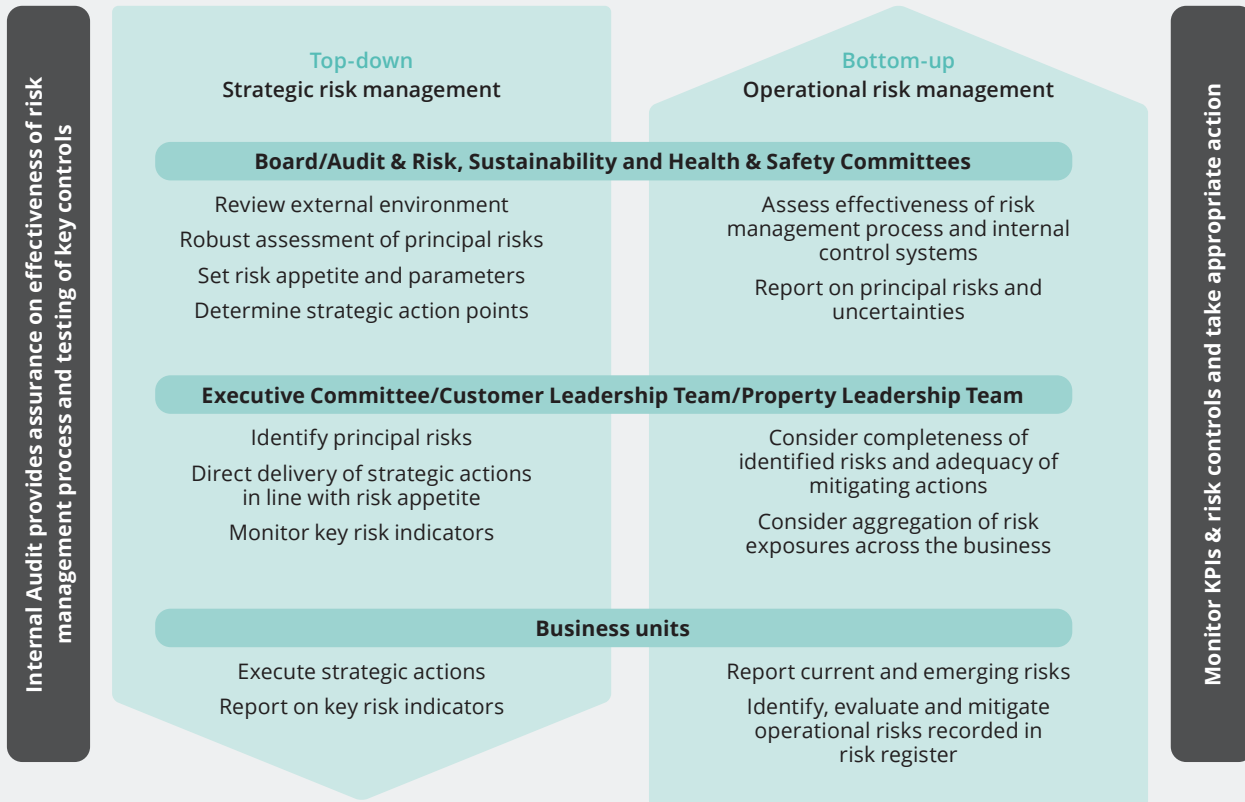 Internal Audit provides assurance on effectiveness of risk
management process and testing of key controls
Top-down
Strategic risk management
Bottom-up
Operational risk management
Board/Audit & Risk, Sustainability and Health & Safety Committees
Review external environment
Robust assessment of principal risks
Set risk appetite and parameters
Determine strategic action points
Assess effectiveness of risk
management process and internal
control systems
Report on principal risks and
uncertainties
Executive Committee/Customer Leadership Team/Property Leadership Team
Identify principal risks
Direct delivery of strategic actions
in line with risk appetite
Monitor key risk indicators
Consider completeness of
identified risks and adequacy of
mitigating actions
Consider aggregation of risk
exposures across the business
Business units
Execute strategic actions
Report on key risk indicators
Report current and emerging risks
Identify, evaluate and mitigate
operational risks recorded in
risk register
Monitor KPIs & risk controls and take appropriate action